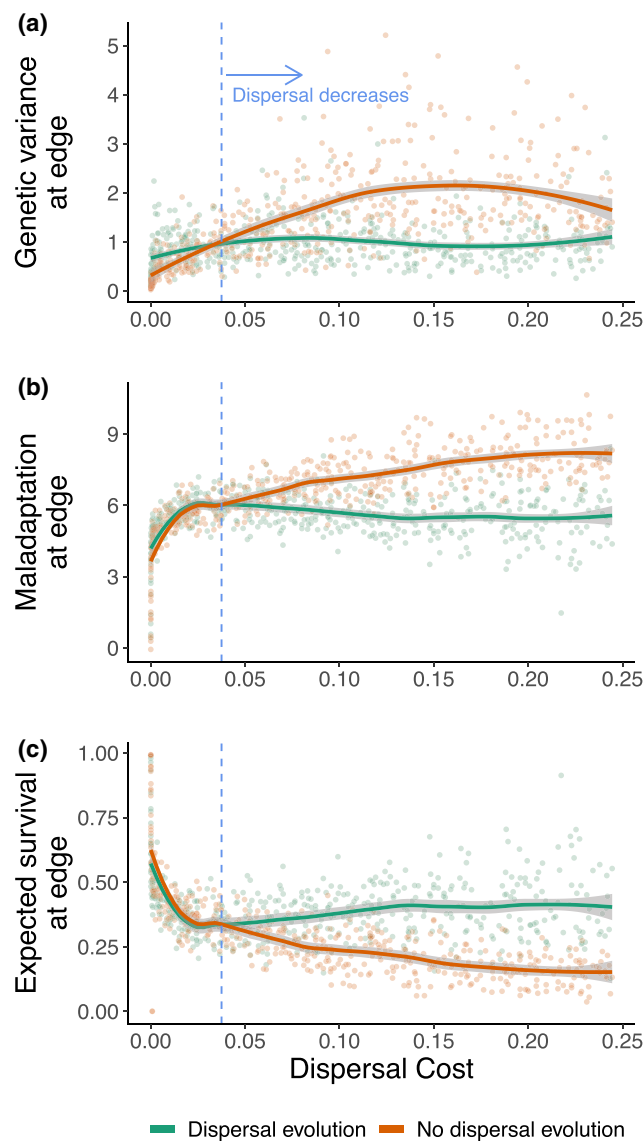 (a)
Genetic variance
at edge
5
4
3
2
1
0
Dispersal decreases
0.00 0.05 0.10 0.15 0.20 0.25
(b)
Maladaptation
at edge
9
6
3
0
0.00 0.05 0.10 0.15 0.20 0.25
(c)
Expected survival
at edge
1.00
0.75
0.50
0.25
0.00
0.00 0.05 0.10 0.15 0.20 0.25
Dispersal Cost
Dispersal evolution No dispersal evolution